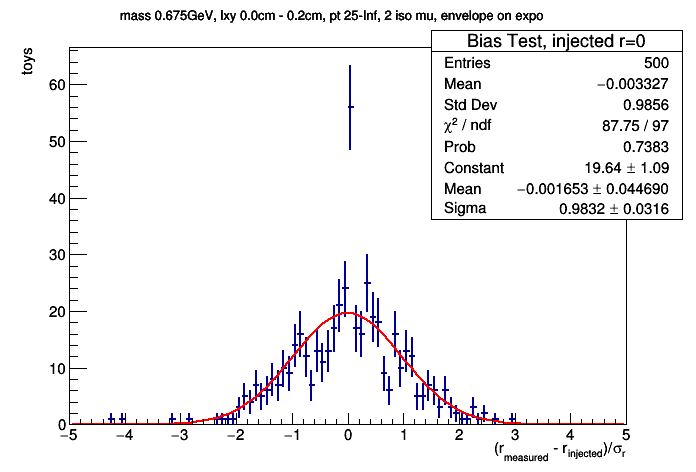 mass 0.675GeV, lxy 0.0cm - 0.2cm, pt 25-Inf, 2 iso mu, envelope on expo
Bias Test, injected r=0
Entries 500
Mean −0.003327
Std Dev 0.9856
χ² / ndf 87.75 / 97
Prob 0.7383
Constant 19.64 ± 1.09
Mean −0.001653 ± 0.044690
Sigma 0.9832 ± 0.0316
toys
60
50
40
30
20
10
0
−5 −4 −3 −2 −1 0 1 2 3 4 5
(r_measured - r_injected)/σ_r